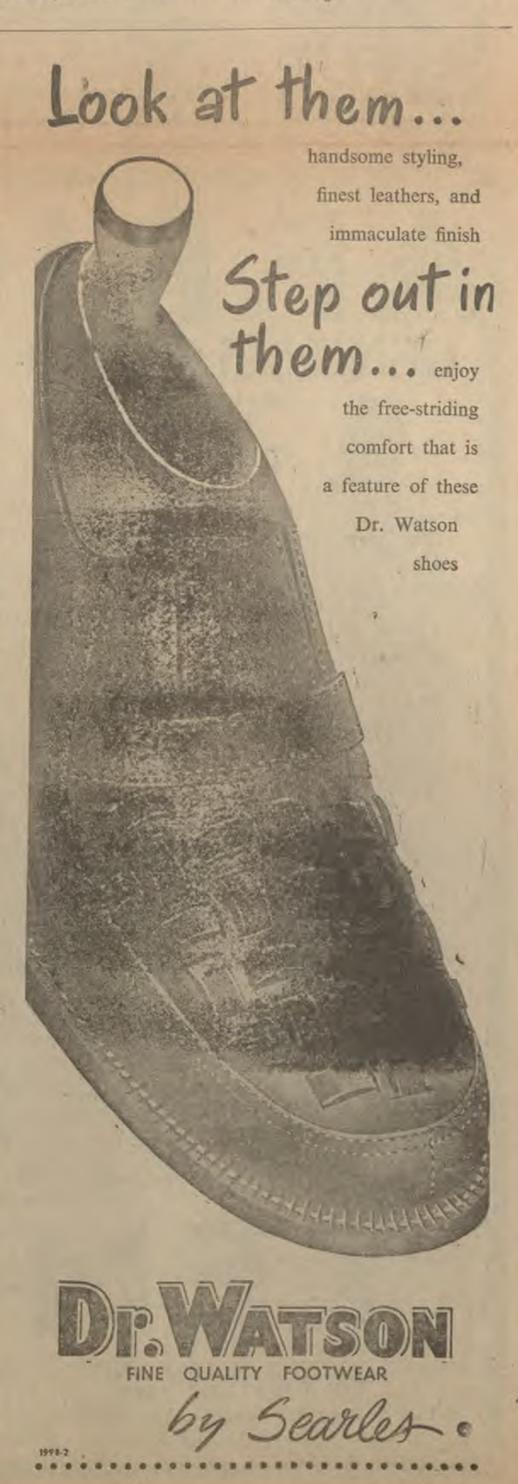 Look at them...
handsome styling,
finest leathers, and
immaculate finish
Step out in
them... enjoy
the free-striding
comfort that is
a feature of these
Dr. Watson
shoes
Dr. WATSON
FINE QUALITY FOOTWEAR
by Searles